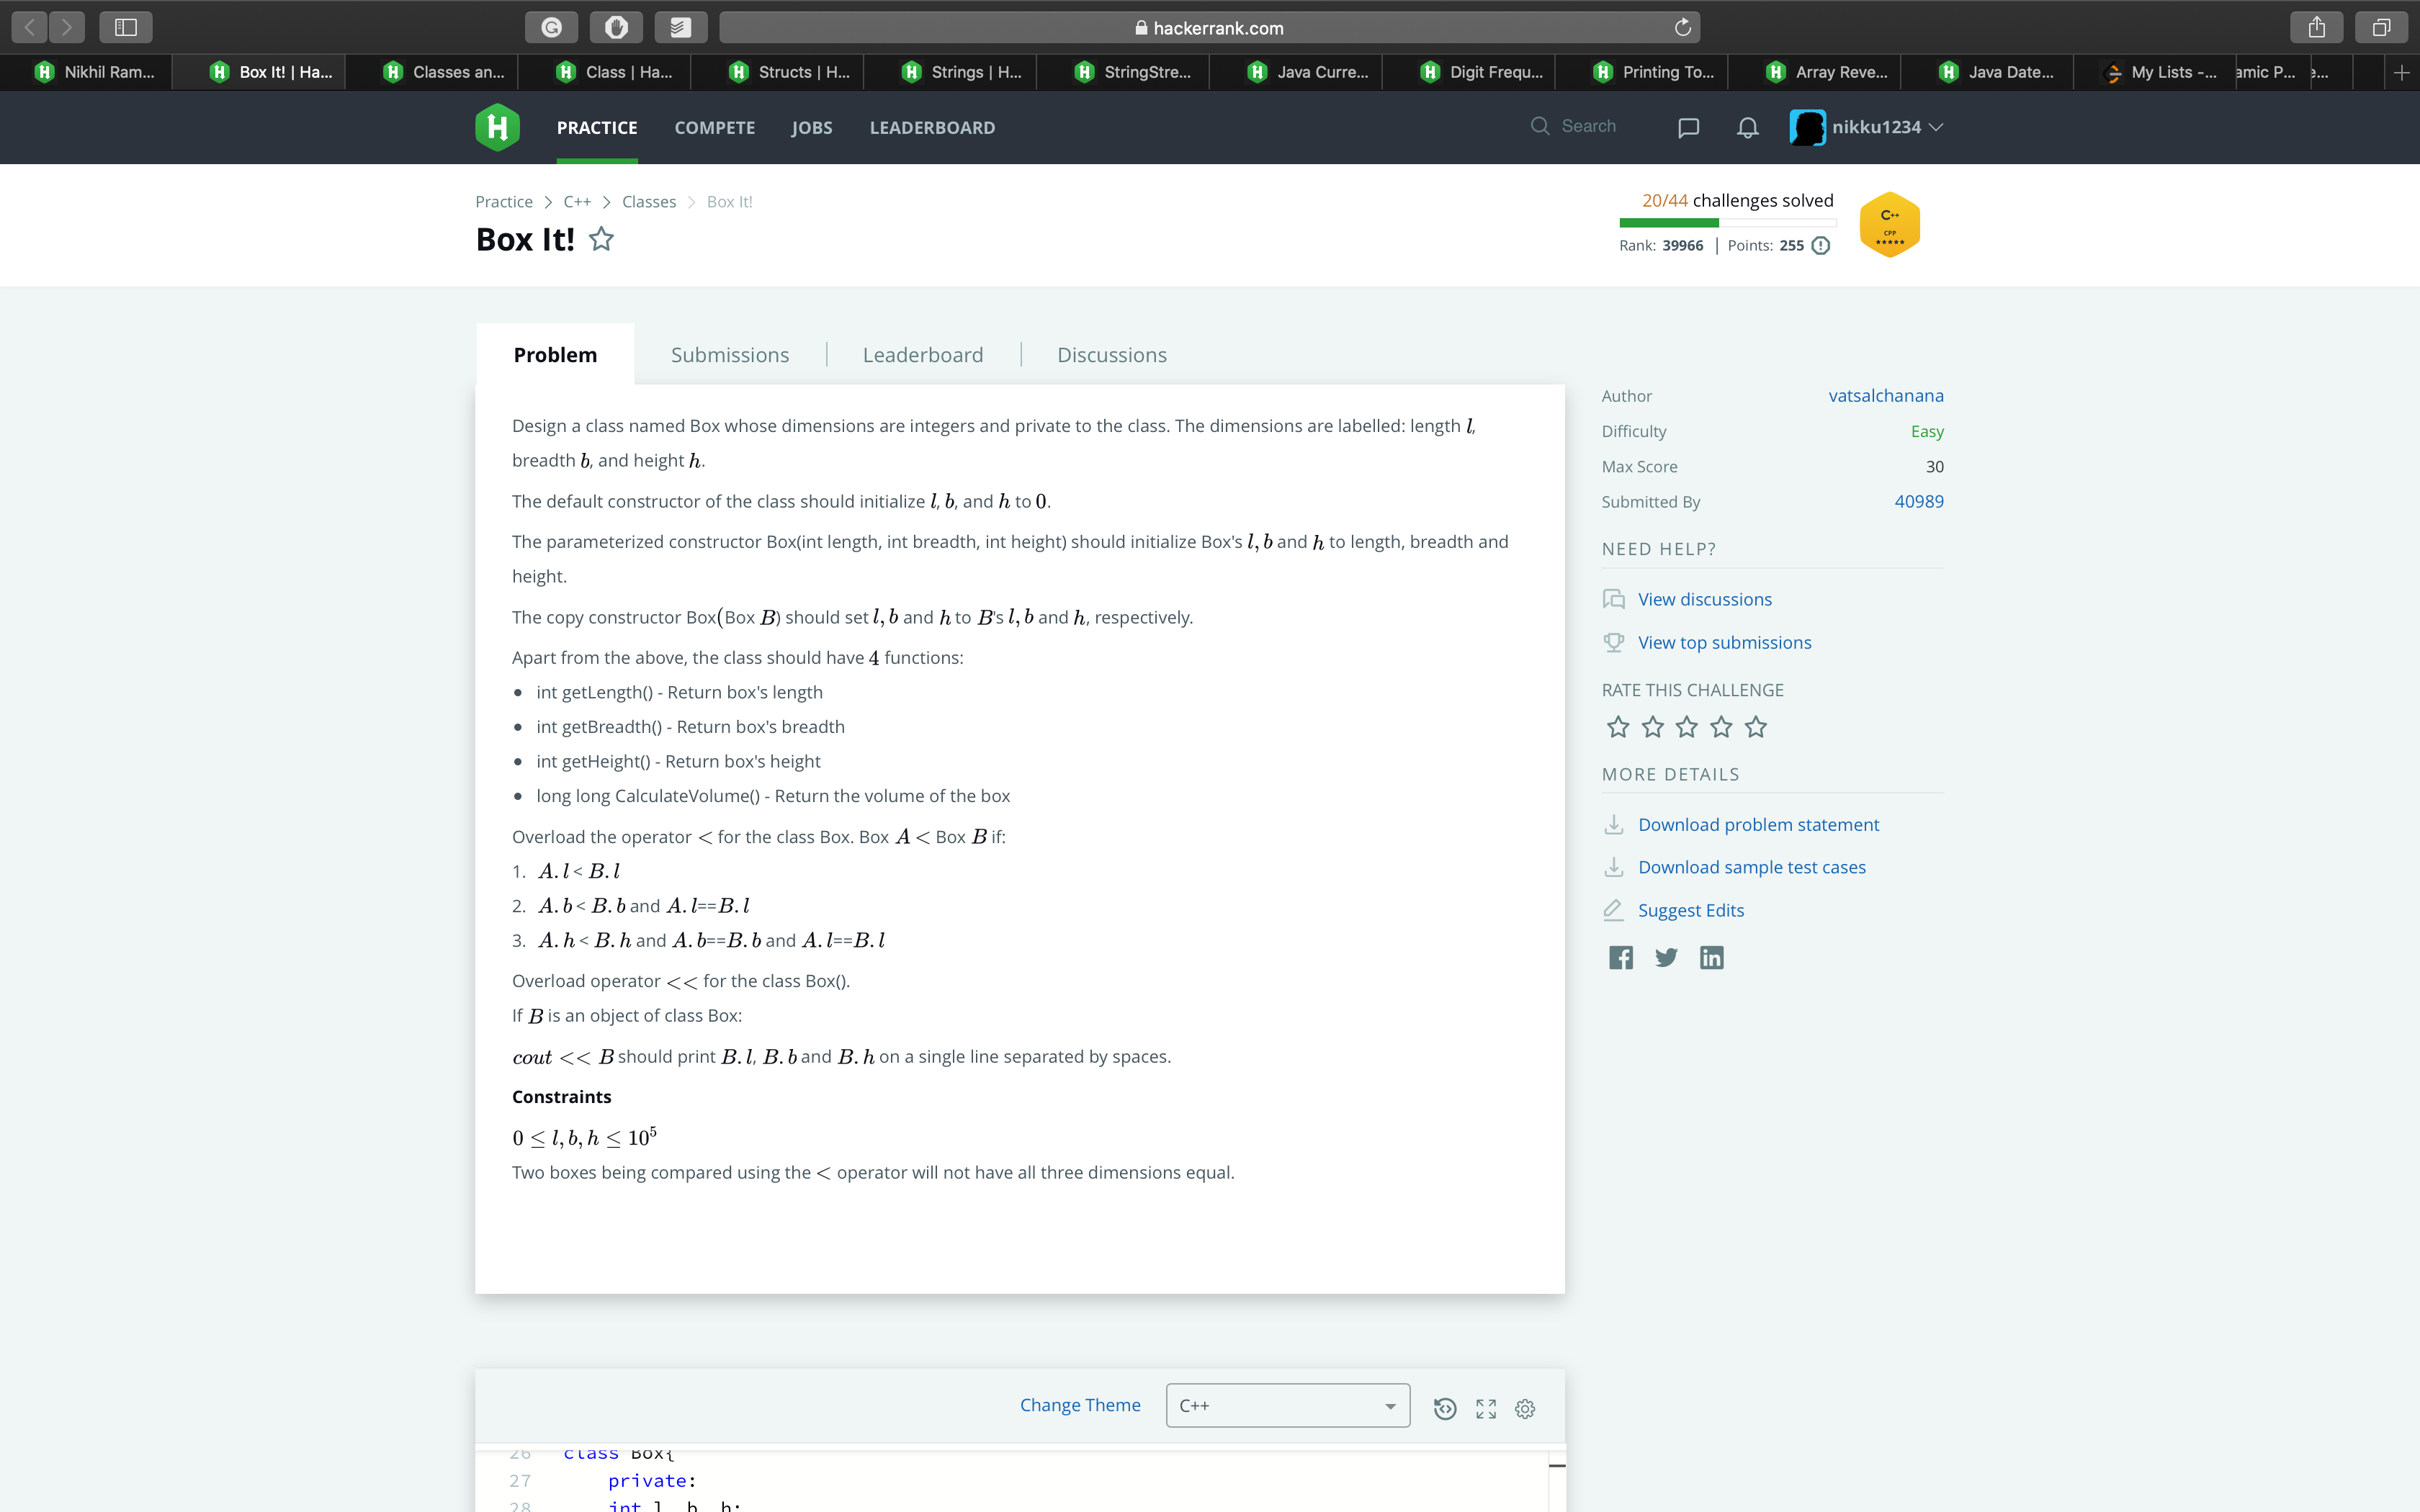 hackerrank.com
Nikhil Ram... Box It! | Ha... Classes an... Class | Ha... Structs | H... Strings | H... StringStre... Java Curre... Digit Frequ... Printing To... Array Reve... Java Date... My Lists -... amic P...
PRACTICE COMPETE JOBS LEADERBOARD Search nikku1234
Practice > C++ > Classes > Box It!
20/44 challenges solved
Box It!
Rank: 39966 | Points: 255
C++
CPP
Problem Submissions Leaderboard Discussions
Design a class named Box whose dimensions are integers and private to the class. The dimensions are labelled: length l,
breadth b, and height h.
The default constructor of the class should initialize l, b, and h to 0.
The parameterized constructor Box(int length, int breadth, int height) should initialize Box's l, b and h to length, breadth and
height.
The copy constructor Box(Box B) should set l, b and h to B's l, b and h, respectively.
Apart from the above, the class should have 4 functions:
• int getLength() - Return box's length
• int getBreadth() - Return box's breadth
• int getHeight() - Return box's height
• long long CalculateVolume() - Return the volume of the box
Overload the operator < for the class Box. Box A < Box B if:
1. A.l < B.l
2. A.b < B.b and A.l==B.l
3. A.h < B.h and A.b==B.b and A.l==B.l
Overload operator << for the class Box().
If B is an object of class Box:
cout << B should print B.l, B.b and B.h on a single line separated by spaces.
Constraints
0 ≤ l, b, h ≤ 10⁵
Two boxes being compared using the < operator will not have all three dimensions equal.
Author vatsalchanana
Difficulty Easy
Max Score 30
Submitted By 40989
NEED HELP?
View discussions
View top submissions
RATE THIS CHALLENGE
MORE DETAILS
Download problem statement
Download sample test cases
Suggest Edits
Change Theme C++
26 class Box{
27 private:
28 int l, b, h;